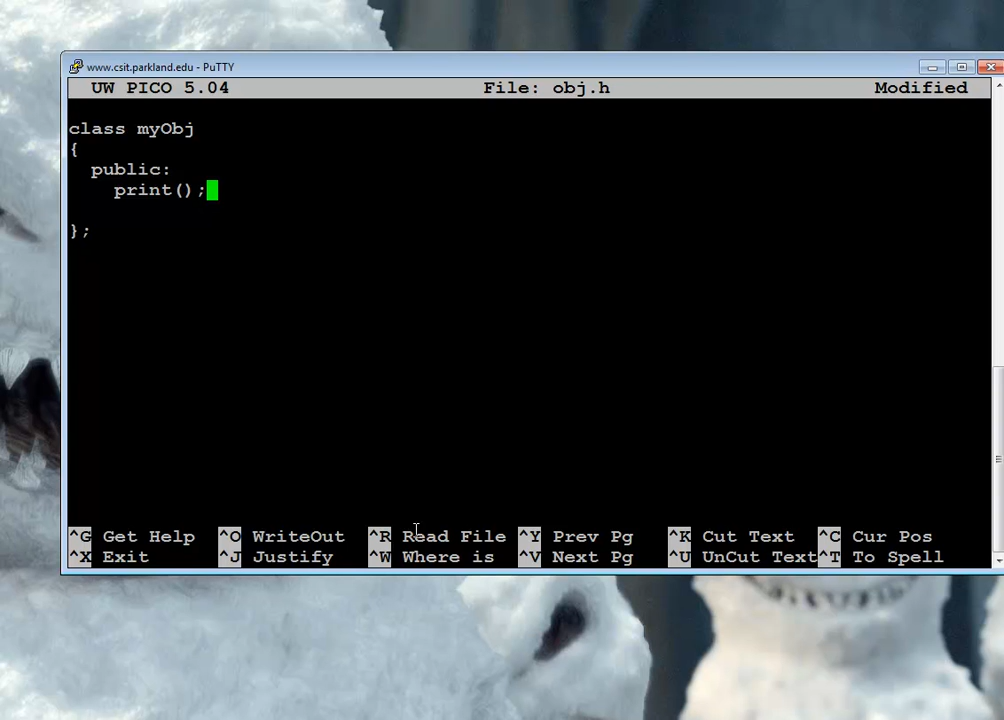 www.csit.parkland.edu - PuTTY
UW PICO 5.04 File: obj.h Modified
class myObj
{
public:
print();
};
^G Get Help ^O WriteOut ^R Read File ^Y Prev Pg ^K Cut Text ^C Cur Pos
^X Exit ^J Justify ^W Where is ^V Next Pg ^U UnCut Text ^T To Spell